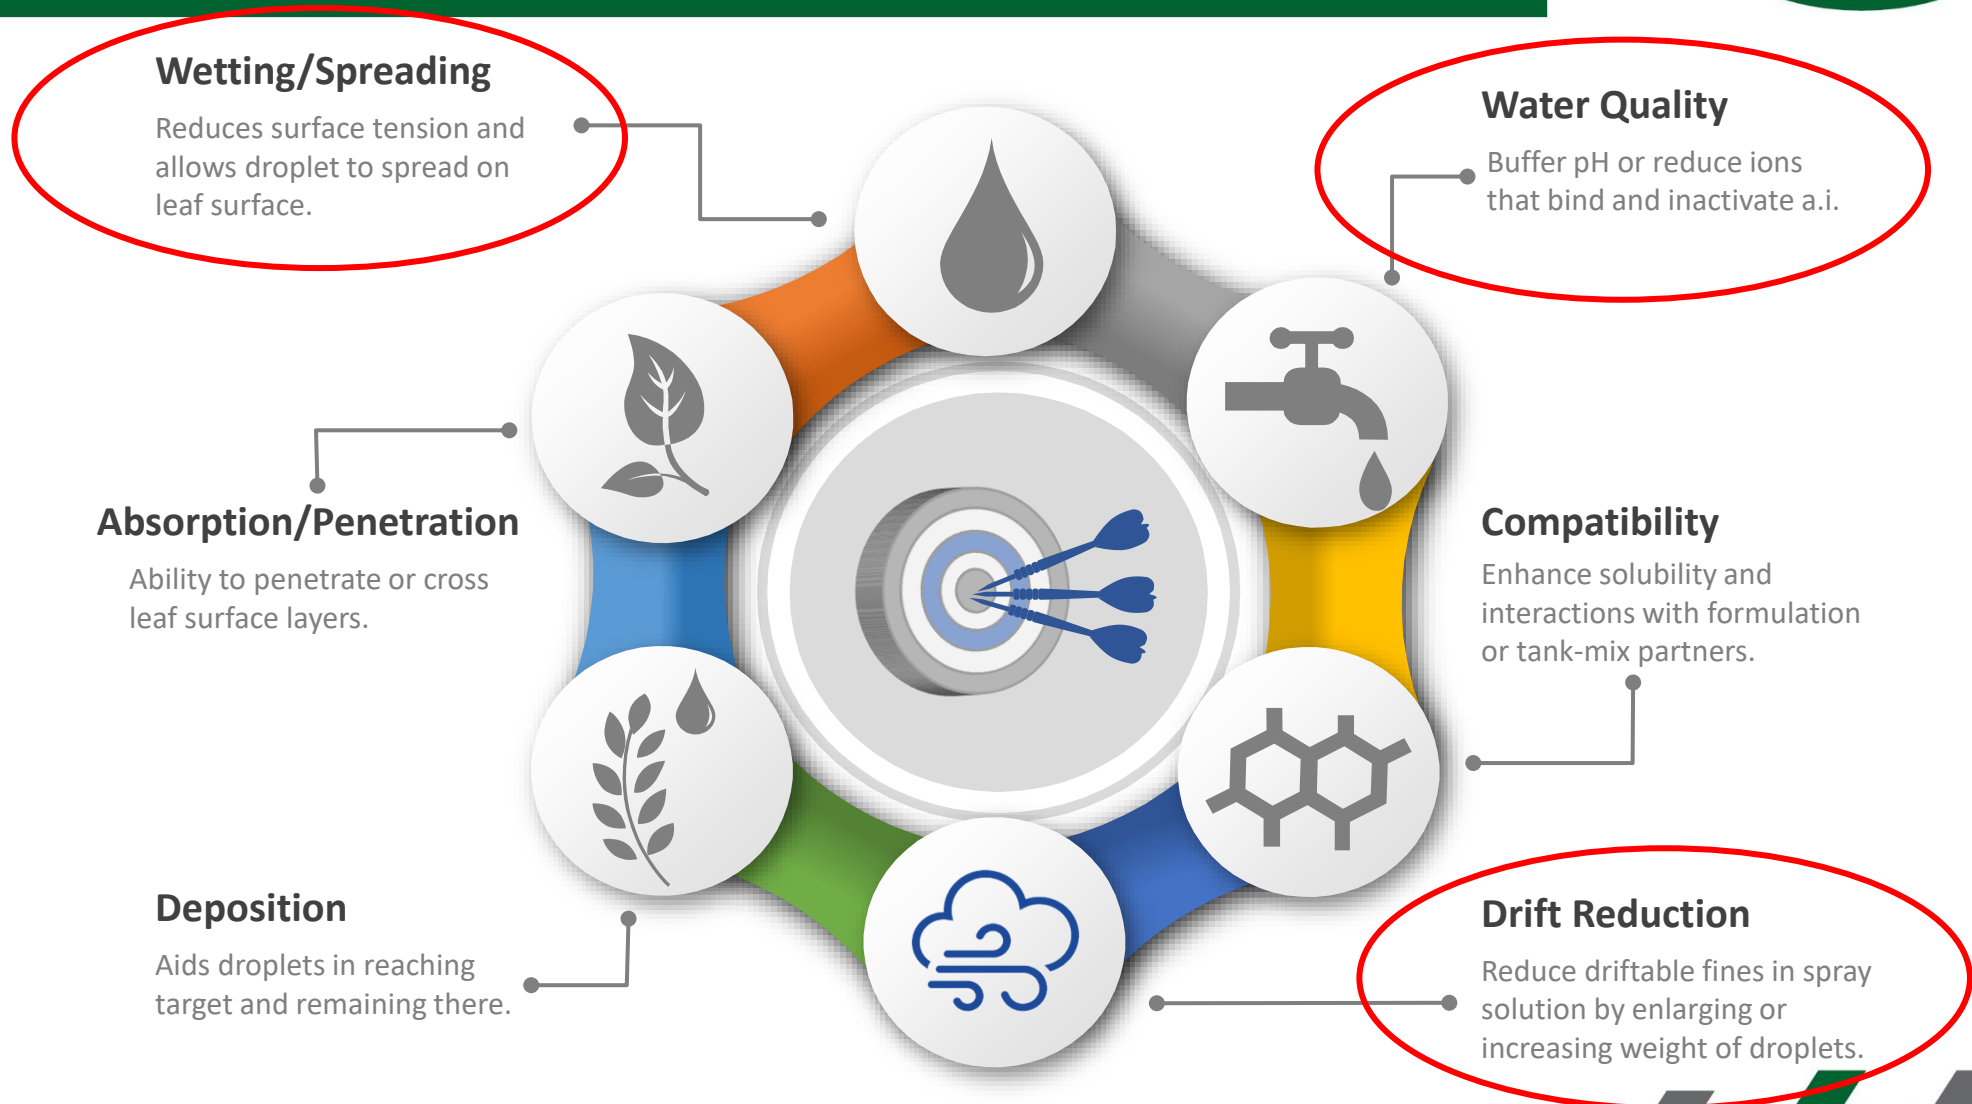 Wetting/Spreading
Reduces surface tension and
allows droplet to spread on
leaf surface.
Water Quality
Buffer pH or reduce ions
that bind and inactivate a.i.
Absorption/Penetration
Ability to penetrate or cross
leaf surface layers.
Compatibility
Enhance solubility and
interactions with formulation
or tank-mix partners.
Deposition
Aids droplets in reaching
target and remaining there.
Drift Reduction
Reduce driftable fines in spray
solution by enlarging or
increasing weight of droplets.